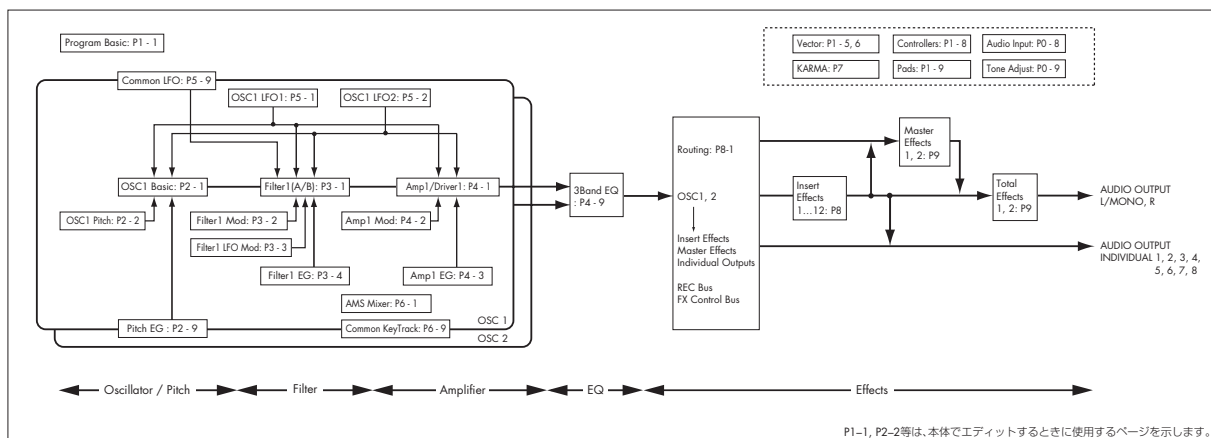 Program Basic: P1 - 1
Vector: P1 - 5, 6
Controllers: P1 - 8
Audio Input: P0 - 8
KARMA: P7
Pads: P1 - 9
Tone Adjust: P0 - 9
Common LFO: P5 - 9
OSC1 LFO1: P5 - 1
OSC1 LFO2: P5 - 2
OSC1 Basic: P2 - 1
Filter1(A/B): P3 - 1
Amp1/Driver1: P4 - 1
OSC1 Pitch: P2 - 2
Filter1 Mod: P3 - 2
Amp1 Mod: P4 - 2
Filter1 LFO Mod: P3 - 3
Filter1 EG: P3 - 4
Amp1 EG: P4 - 3
AMS Mixer: P6 - 1
Pitch EG : P2 - 9
Common KeyTrack: P6 - 9
OSC 1
OSC 2
3Band EQ
: P4 - 9
Routing: P8-1
OSC1, 2
Insert Effects
Master Effects
Individual Outputs
REC Bus
FX Control Bus
Insert
Effects
1...12: P8
Master
Effects
1, 2: P9
Total
Effects
1, 2: P9
AUDIO OUTPUT
L/MONO, R
AUDIO OUTPUT
INDIVIDUAL 1, 2, 3, 4,
5, 6, 7, 8
Oscillator / Pitch
Filter
Amplifier
EQ
Effects
P1–1, P2–2等は、本体でエディットするときに使用するページを示します。